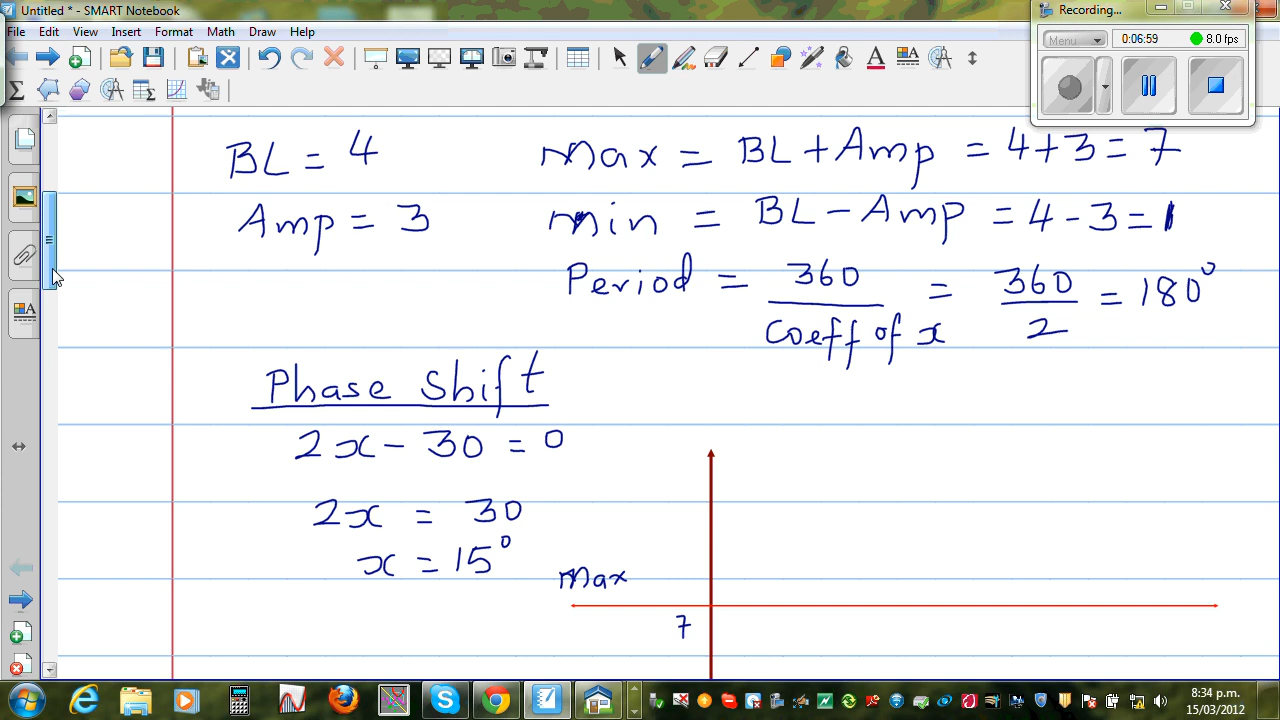 Untitled * - SMART Notebook
Recording...
File Edit View Insert Format Math Draw Help
Menu 0:06:59 8.0 fps
BL = 4
Max = BL + Amp = 4 + 3 = 7
Amp = 3
Min = BL - Amp = 4 - 3 = 1
Period = 360 / Coeff of x = 360 / 2 = 180°
Phase Shift
2x - 30 = 0
2x = 30
x = 15°
Max
7
8:34 p.m.
15/03/2012